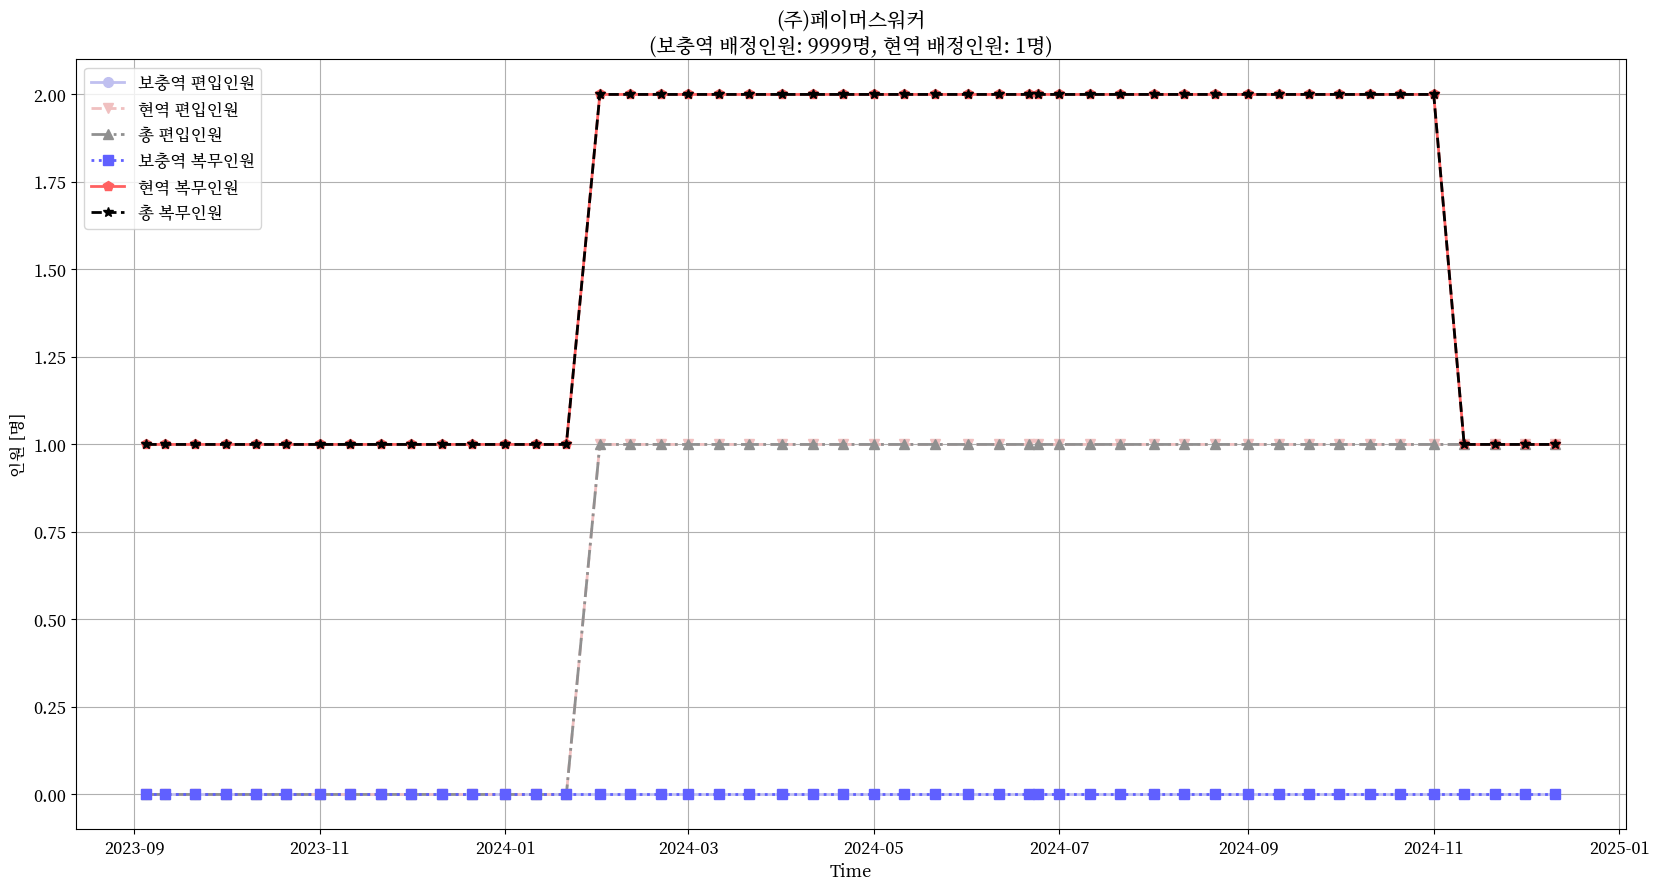 (주)페이머스워커
(보충역 배정인원: 9999명, 현역 배정인원: 1명)
보충역 편입인원
현역 편입인원
총 편입인원
보충역 복무인원
현역 복무인원
총 복무인원
인원 [명]
2.00
1.75
1.50
1.25
1.00
0.75
0.50
0.25
0.00
2023-09
2023-11
2024-01
2024-03
2024-05
2024-07
2024-09
2024-11
2025-01
Time